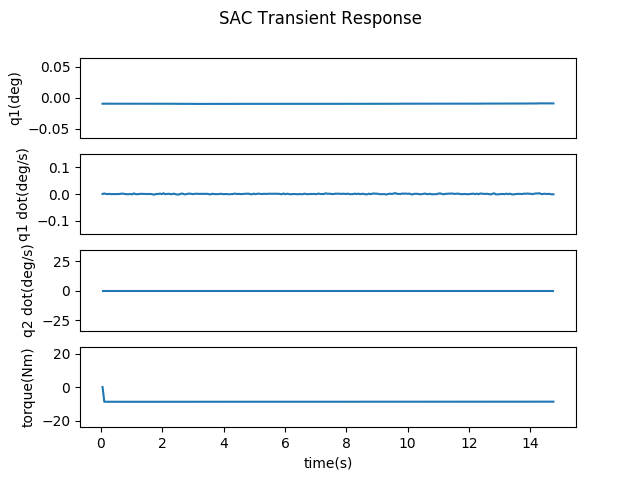 SAC Transient Response
q1(deg)
0.05
0.00
−0.05
q1 dot(deg/s)
0.1
0.0
−0.1
q2 dot(deg/s)
25
0
−25
torque(Nm)
20
0
−20
0 2 4 6 8 10 12 14
time(s)